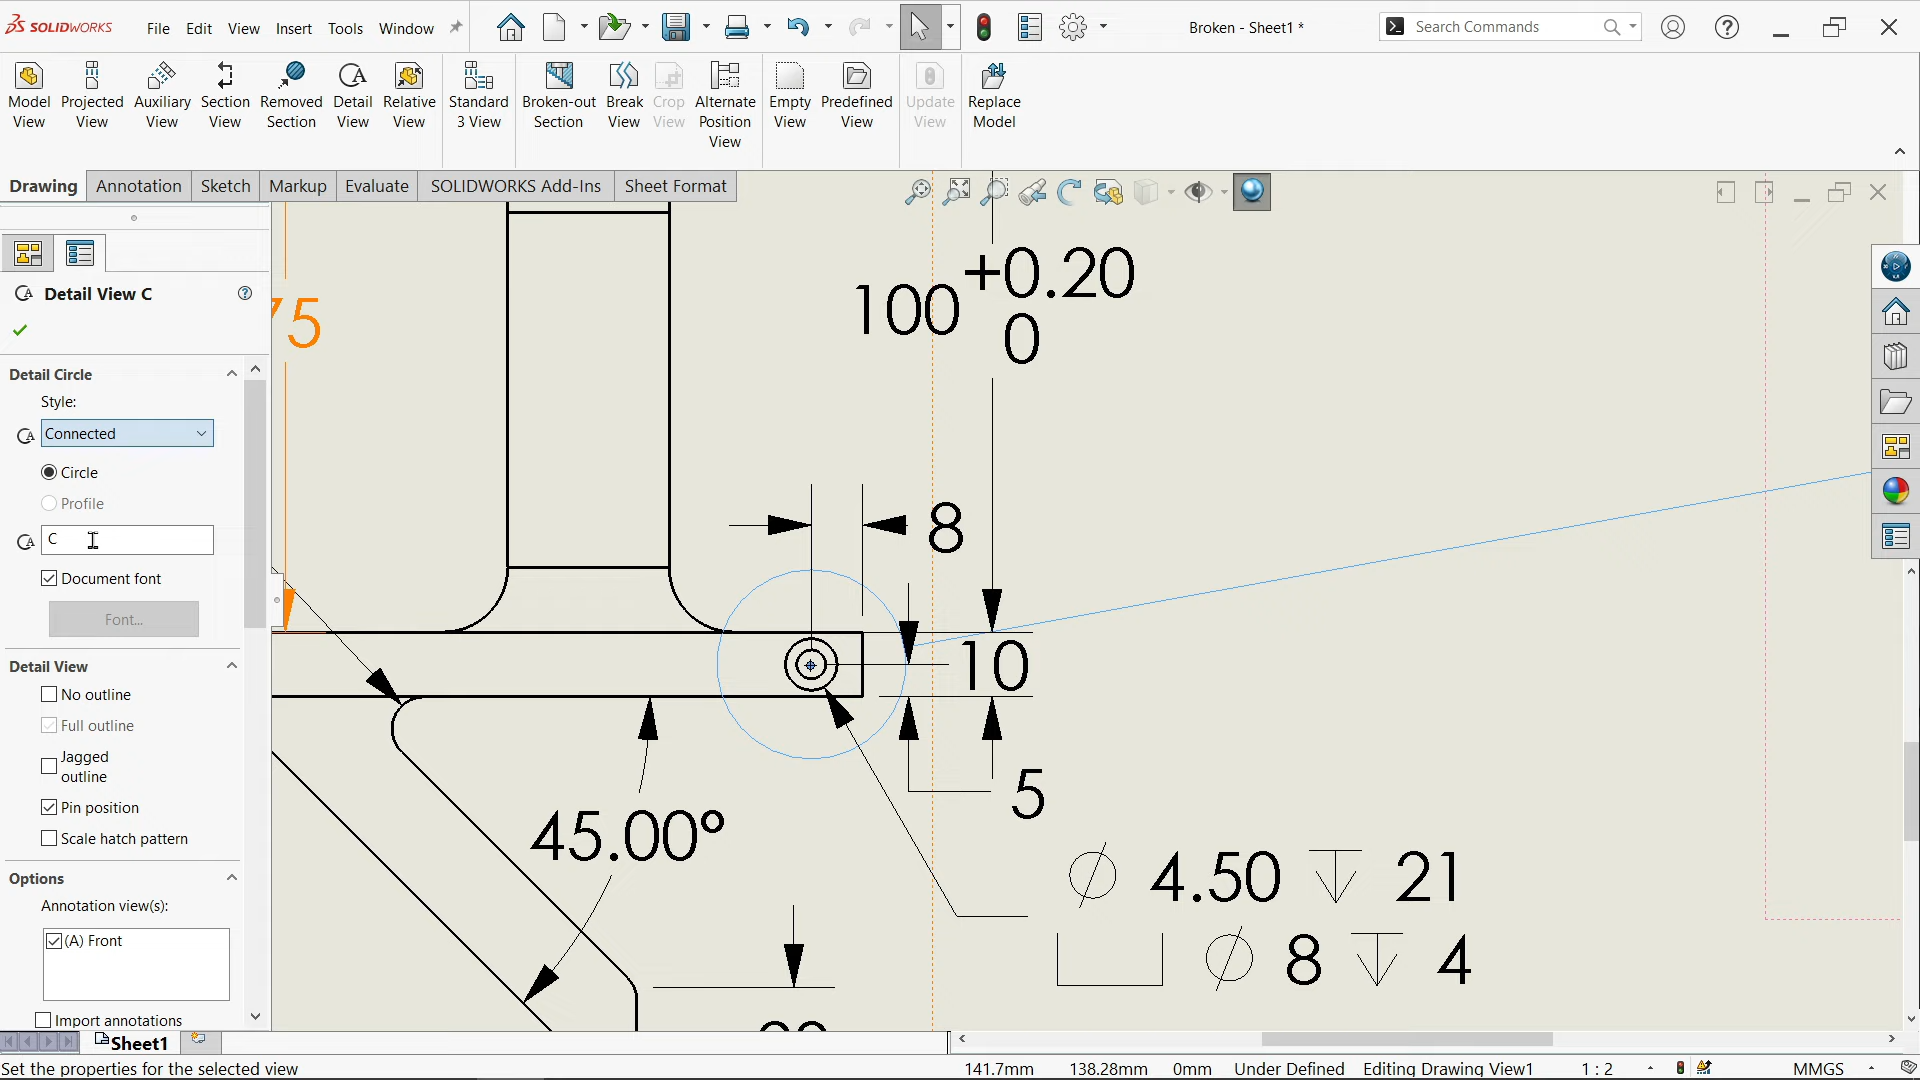 SOLIDWORKS File Edit View Insert Tools Window Broken - Sheet1 * Search Commands
Model View Projected View Auxiliary View Section View Removed Section Detail View Relative View Standard 3 View Broken-out Section Break View Crop View Alternate Position View Empty View Predefined View Update View Replace Model
Drawing Annotation Sketch Markup Evaluate SOLIDWORKS Add-Ins Sheet Format
Detail View C
Detail Circle
Style:
Connected
Circle
Profile
C
Document font
Font...
Detail View
No outline
Full outline
Jagged outline
Pin position
Scale hatch pattern
Options
Annotation view(s):
(A) Front
Import annotations
75
100 +0.20
0
8
10
5
45.00°
⌀ 4.50 ↧ 21
⌴ ⌀ 8 ↧ 4
Sheet1
Set the properties for the selected view 141.7mm 138.28mm 0mm Under Defined Editing Drawing View1 1 : 2 MMGS